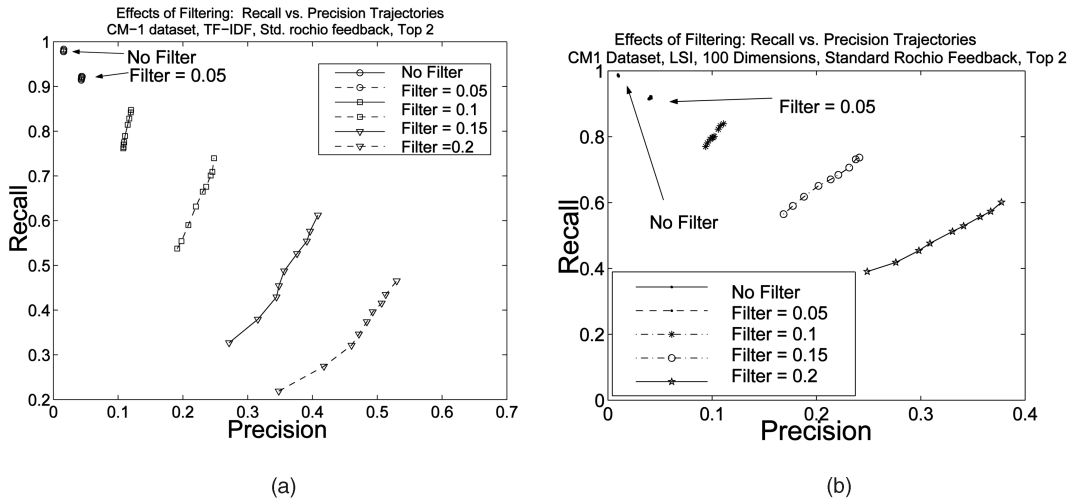 Effects of Filtering: Recall vs. Precision Trajectories
CM−1 dataset, TF−IDF, Std. rochio feedback, Top 2
1
0.9
0.8
0.7
0.6
0.5
0.4
0.3
0.2
Recall
No Filter
Filter = 0.05
No Filter
Filter = 0.05
Filter = 0.1
Filter = 0.1
Filter = 0.15
Filter =0.2
0
0.1
0.2
0.3
0.4
0.5
0.6
0.7
Precision
(a)
Effects of Filtering: Recall vs. Precision Trajectories
CM1 Dataset, LSI, 100 Dimensions, Standard Rochio Feedback, Top 2
1
0.8
0.6
0.4
0.2
0
Recall
Filter = 0.05
No Filter
No Filter
Filter = 0.05
Filter = 0.1
Filter = 0.15
Filter = 0.2
0
0.1
0.2
0.3
0.4
Precision
(b)